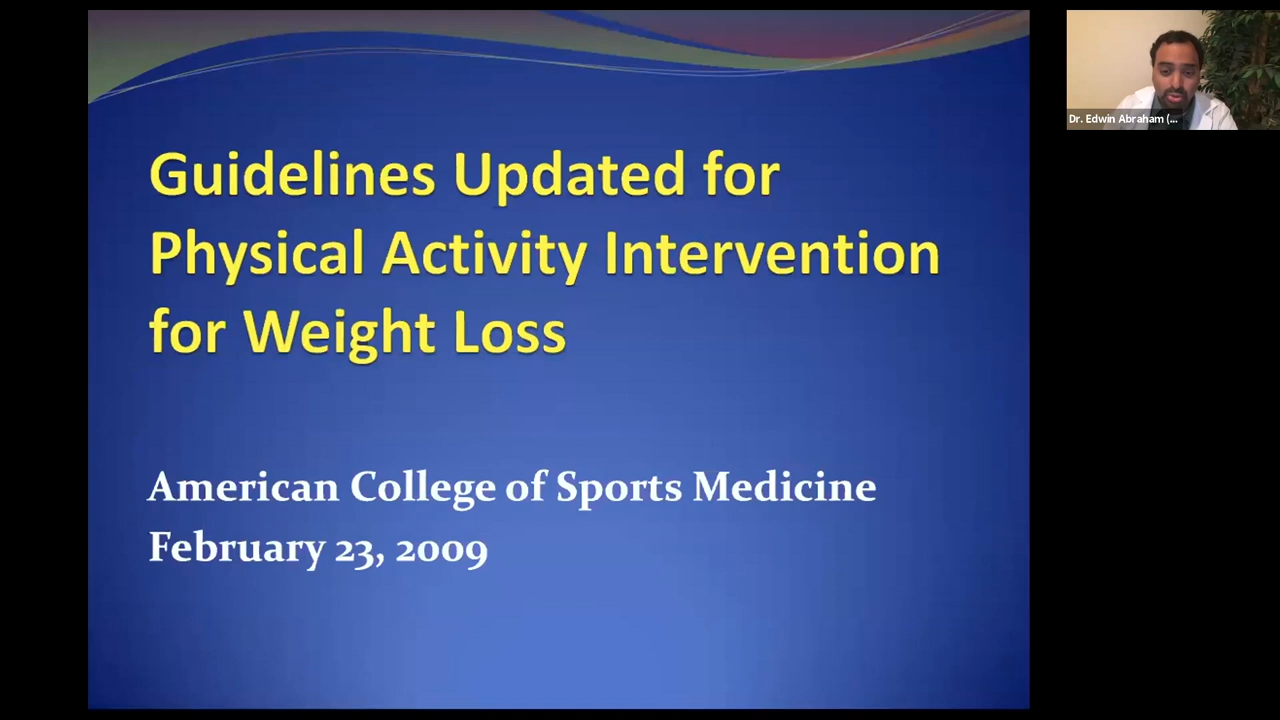 Guidelines Updated for
Physical Activity Intervention
for Weight Loss
American College of Sports Medicine
February 23, 2009
Dr. Edwin Abraham (...